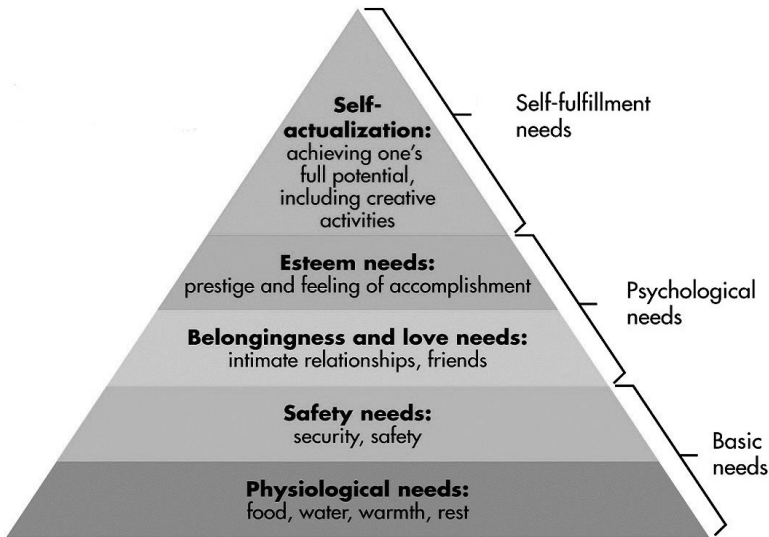 Self-
actualization:
achieving one's
full potential,
including creative
activities
Self-fulfillment
needs
Esteem needs:
prestige and feeling of accomplishment
Belongingness and love needs:
intimate relationships, friends
Psychological
needs
Safety needs:
security, safety
Physiological needs:
food, water, warmth, rest
Basic
needs